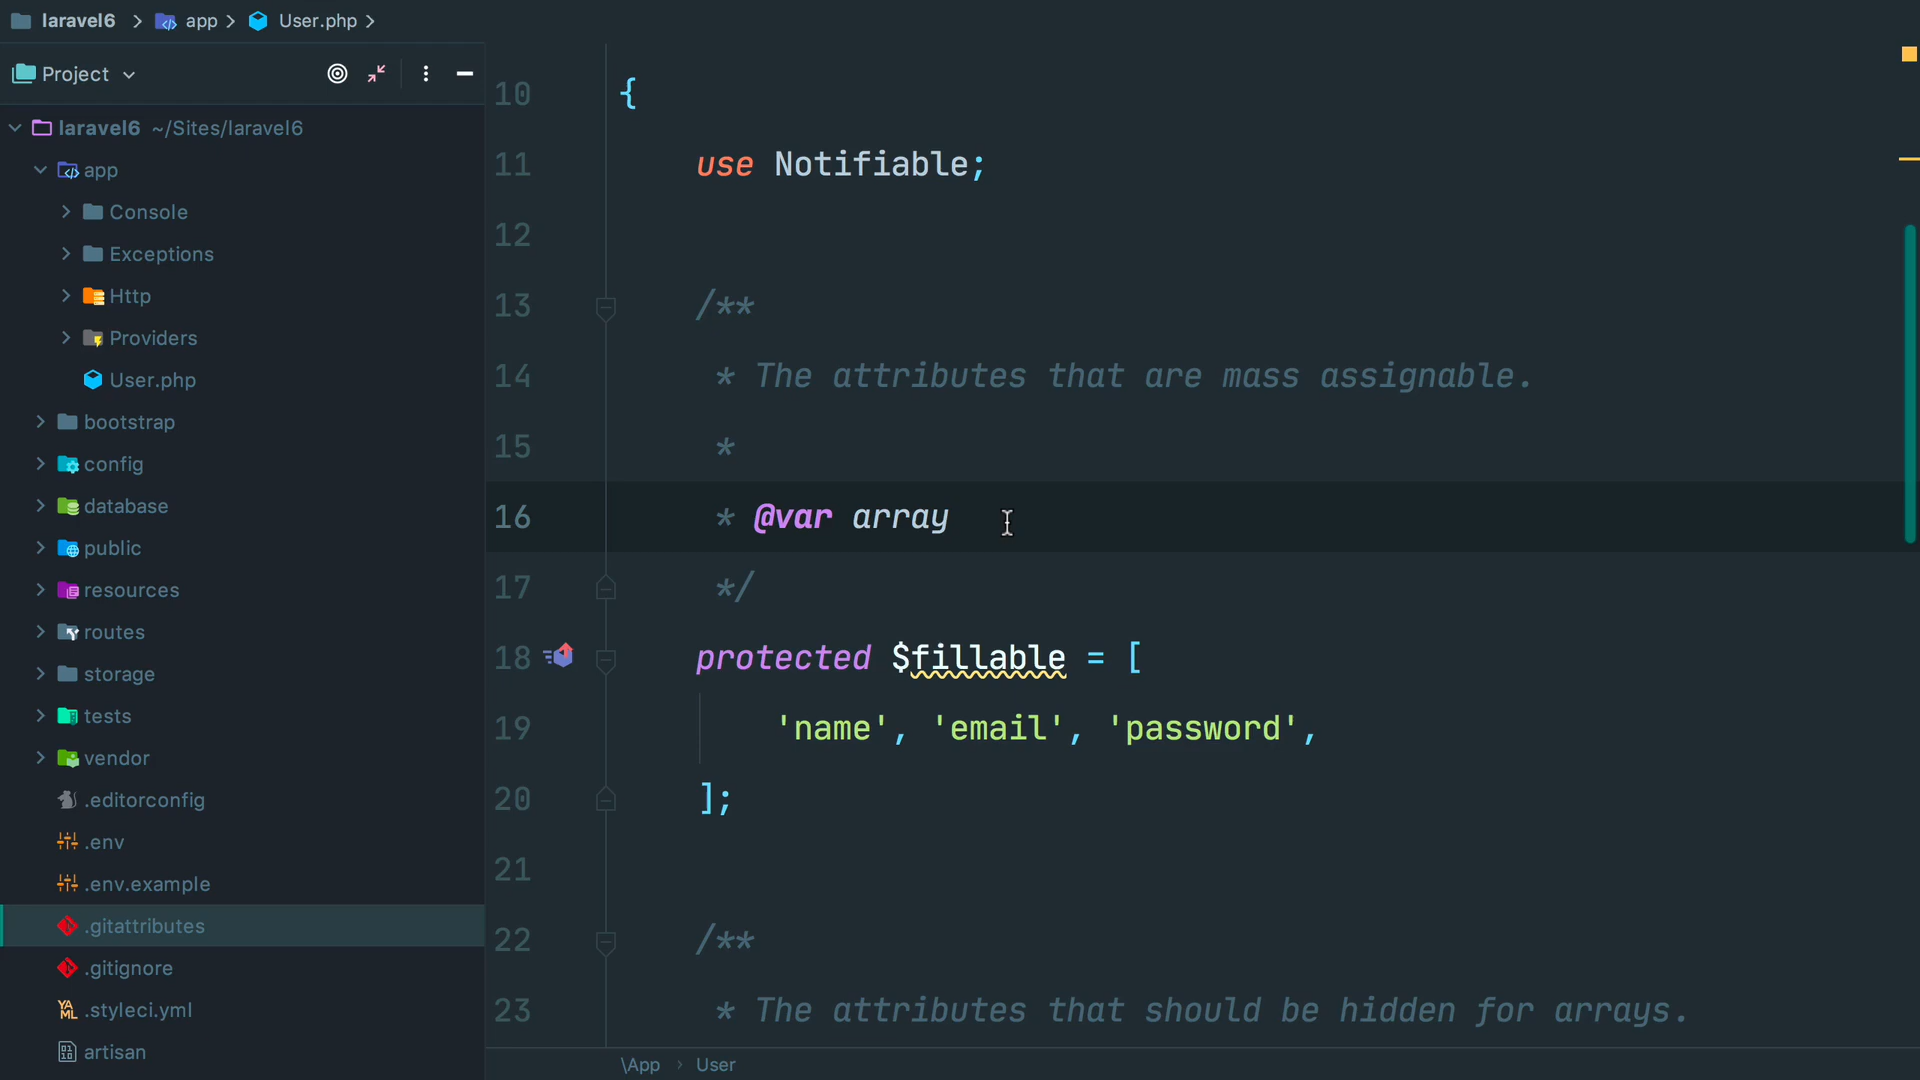 laravel6 > app > User.php >
Project
laravel6 ~/Sites/laravel6
app
Console
Exceptions
Http
Providers
User.php
bootstrap
config
database
public
resources
routes
storage
tests
vendor
.editorconfig
.env
.env.example
.gitattributes
.gitignore
YAML .styleci.yml
artisan
10 {
11 use Notifiable;
12
13 /**
14 * The attributes that are mass assignable.
15 *
16 * @var array
17 */
18 protected $fillable = [
19 'name', 'email', 'password',
20 ];
21
22 /**
23 * The attributes that should be hidden for arrays.
\App > User